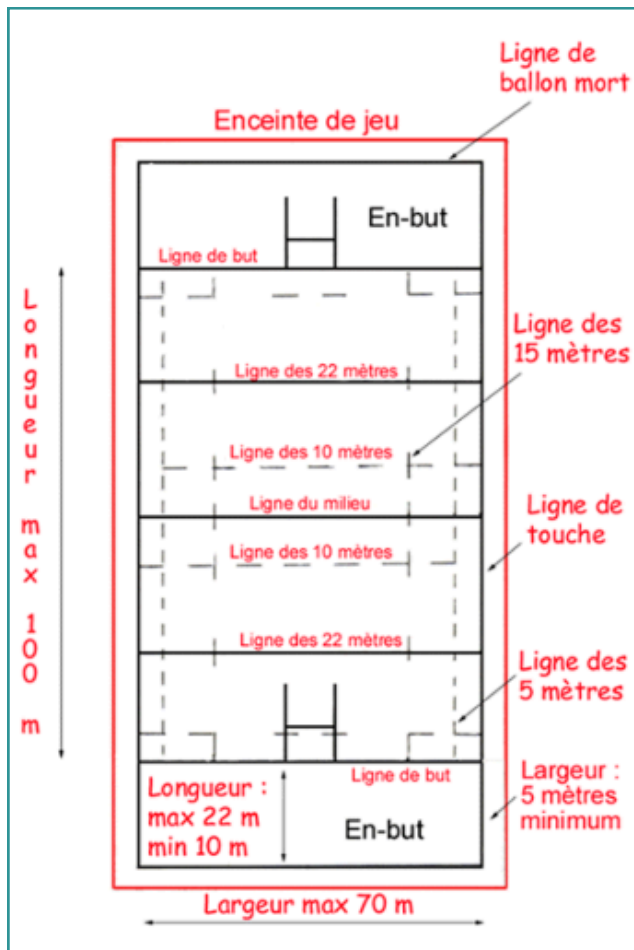 Ligne de
ballon mort
Enceinte de jeu
En-but
Ligne de but
Longueur max 100 m
Ligne des
15 mètres
Ligne des 22 mètres
Ligne des 10 mètres
Ligne du milieu
Ligne de
touche
Ligne des 10 mètres
Ligne des 22 mètres
Ligne des
5 mètres
Ligne de but
Largeur :
5 mètres
minimum
Longueur :
max 22 m
min 10 m
En-but
Largeur max 70 m